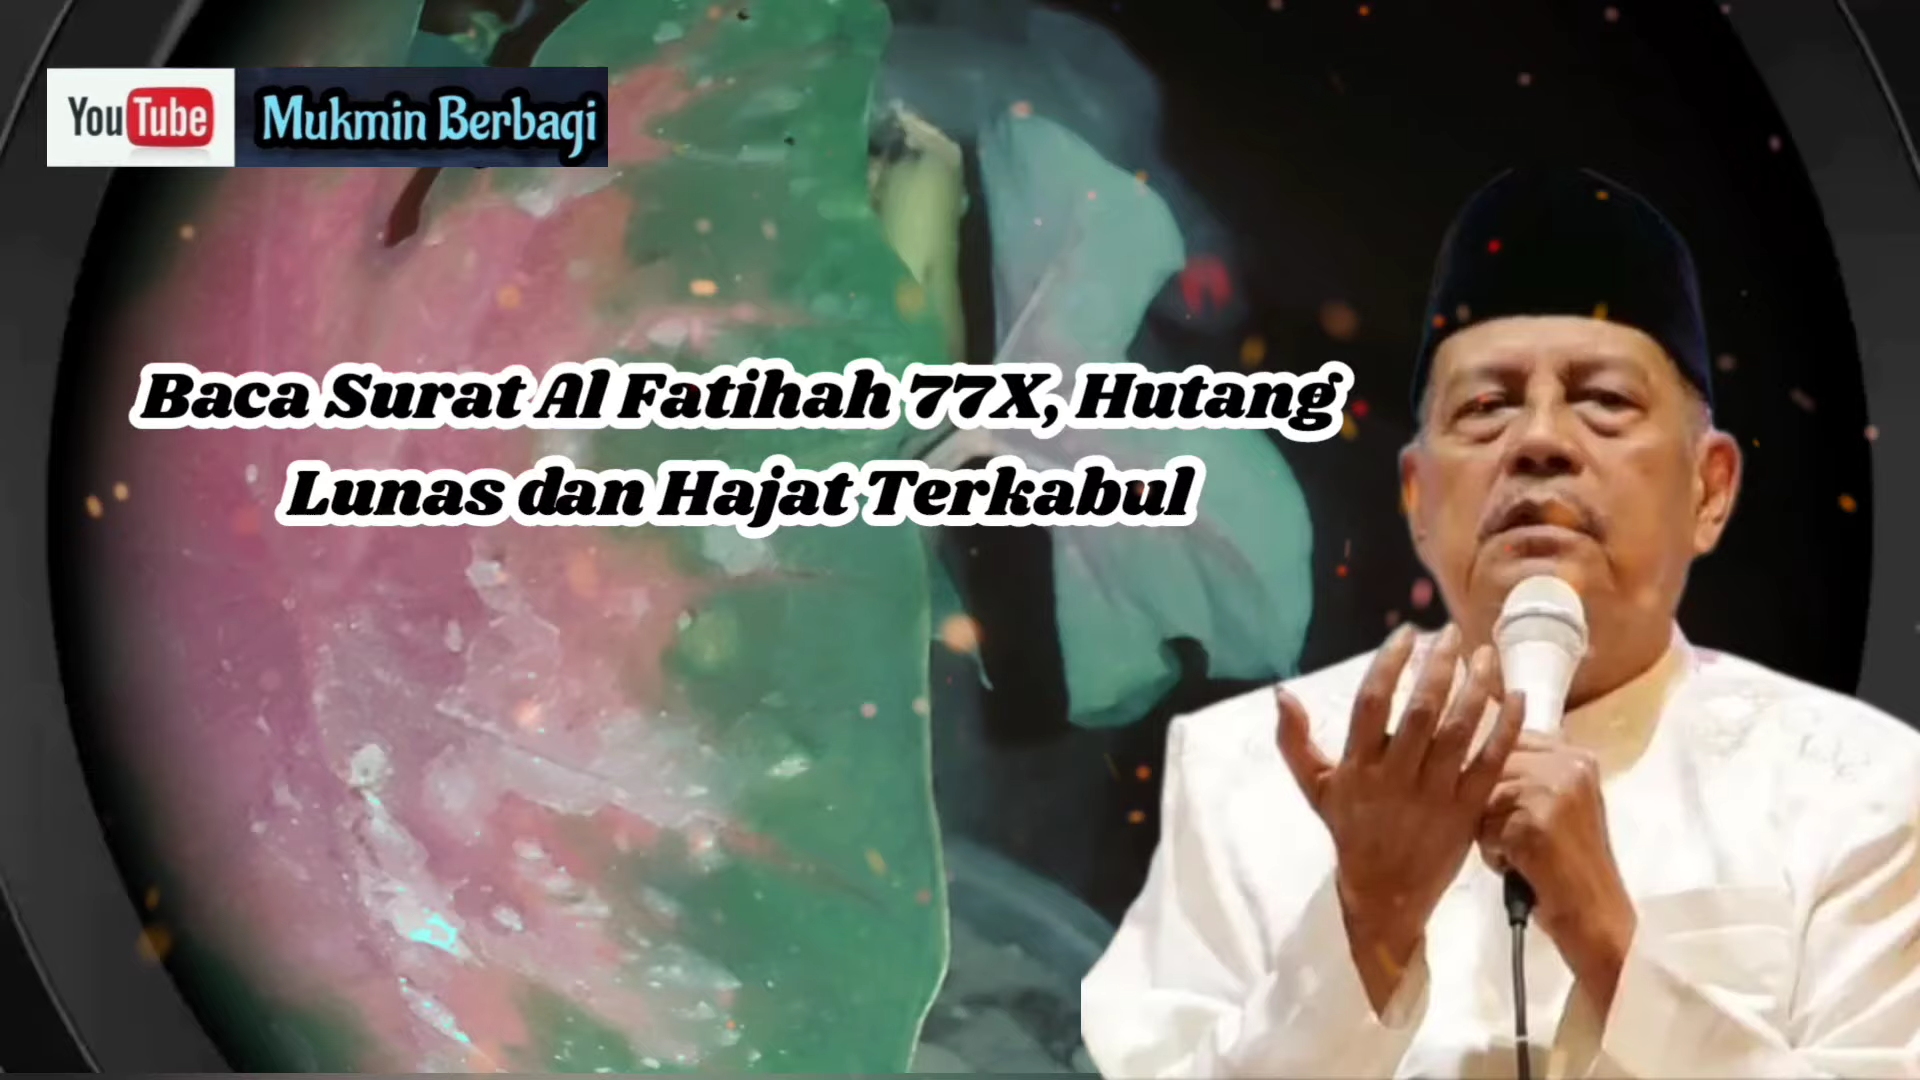 YouTube Mukmin Berbagi
Baca Surat Al Fatihah 77X, Hutang
Lunas dan Hajat Terkabul